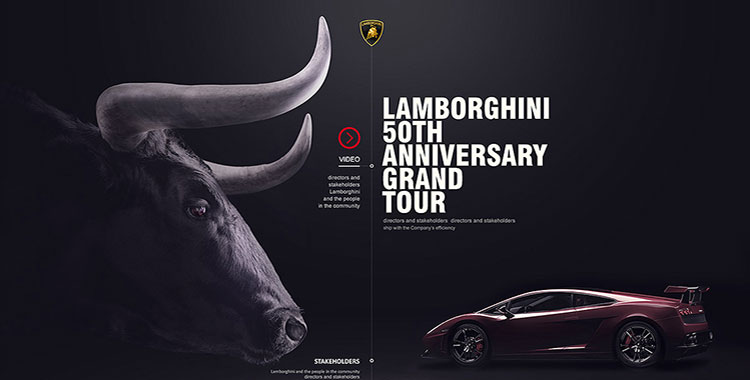 LAMBORGHINI
50TH
ANNIVERSARY
GRAND
TOUR
directors and stakeholders directors and stakeholders
ship with the Company's efficiency
VIDEO
directors and
stakeholders
Lamborghini
and the people
in the community
STAKEHOLDERS
Lamborghini and the people in the community
directors and stakeholders